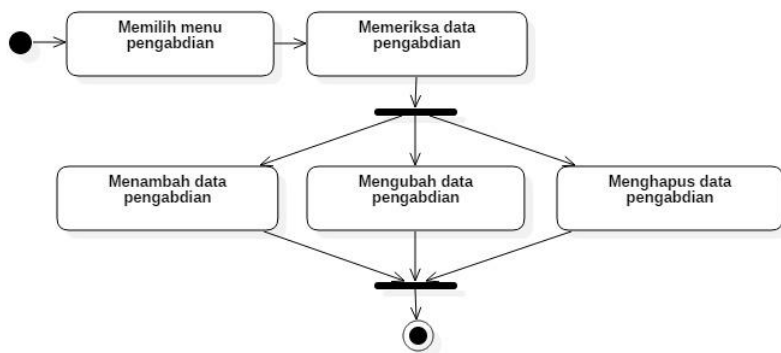 Memilih menu
pengabdian
Memeriksa data
pengabdian
Menambah data
pengabdian
Mengubah data
pengabdian
Menghapus data
pengabdian